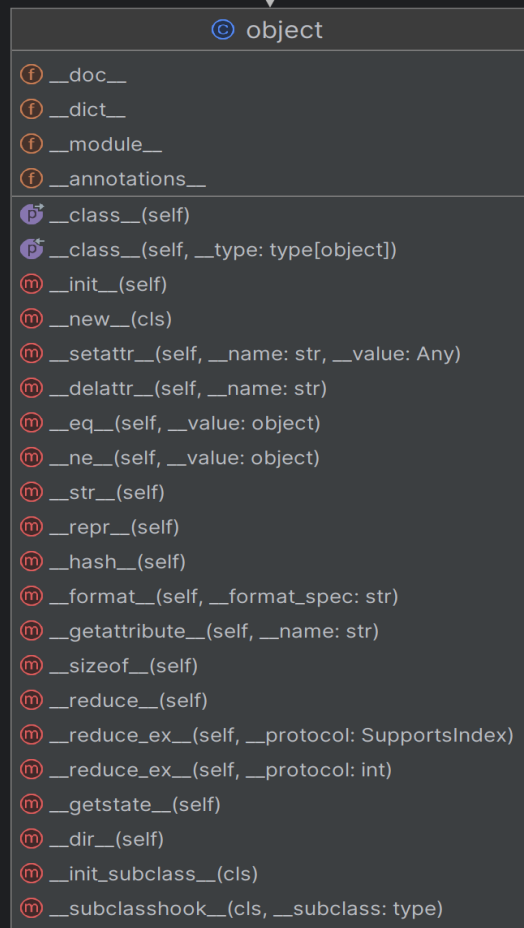 object
__doc__
__dict__
__module__
__annotations__
__class__(self)
__class__(self, __type: type[object])
__init__(self)
__new__(cls)
__setattr__(self, __name: str, __value: Any)
__delattr__(self, __name: str)
__eq__(self, __value: object)
__ne__(self, __value: object)
__str__(self)
__repr__(self)
__hash__(self)
__format__(self, __format_spec: str)
__getattribute__(self, __name: str)
__sizeof__(self)
__reduce__(self)
__reduce_ex__(self, __protocol: SupportsIndex)
__reduce_ex__(self, __protocol: int)
__getstate__(self)
__dir__(self)
__init_subclass__(cls)
__subclasshook__(cls, __subclass: type)